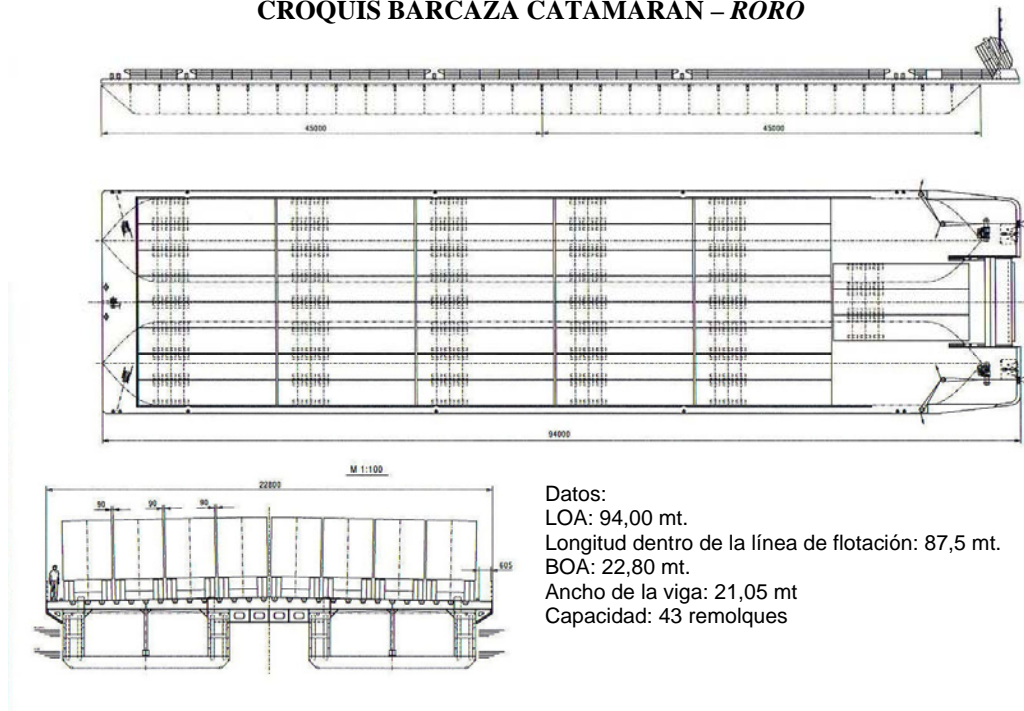 CROQUIS BARCAZA CATAMARAN – RORO
45000
45000
94000
M 1:100
22800
90
90
90
605
Datos:
LOA: 94,00 mt.
Longitud dentro de la línea de flotación: 87,5 mt.
BOA: 22,80 mt.
Ancho de la viga: 21,05 mt
Capacidad: 43 remolques